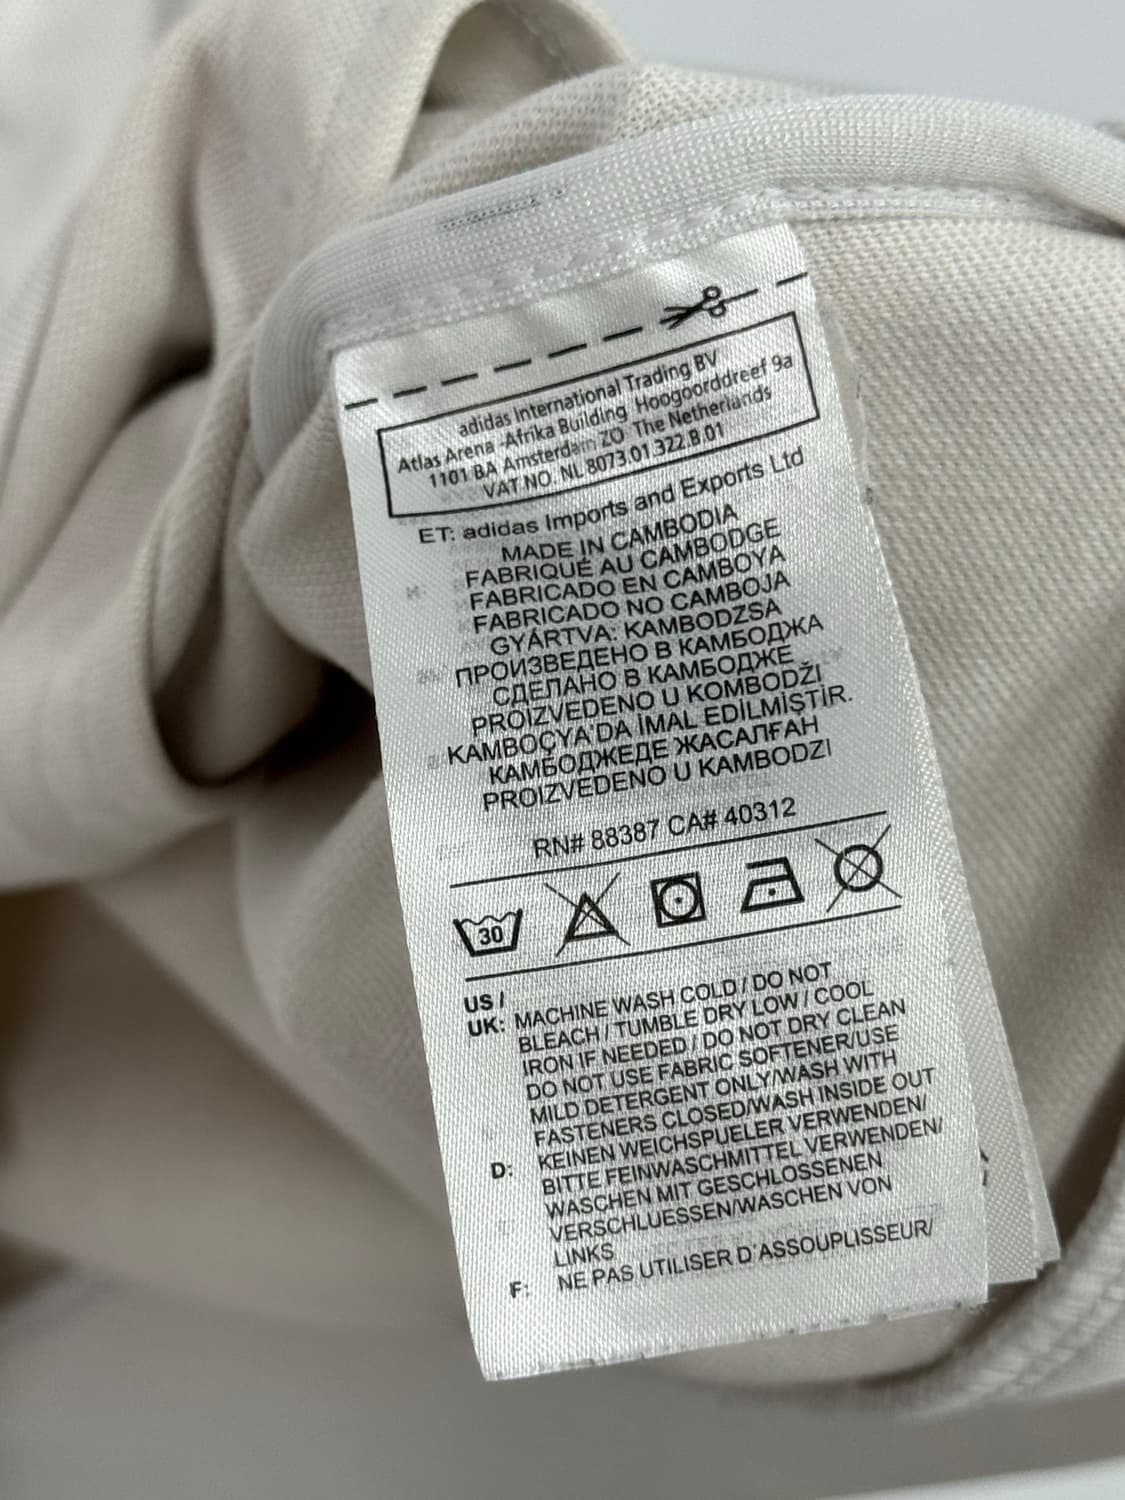 adidas International Trading BV
Atlas Arena -Afrika Building Hoogoorddreef 9a
1101 BA Amsterdam ZO The Netherlands
VAT NO. NL 8073.01.322.B.01
ET: adidas Imports and Exports Ltd
MADE IN CAMBODIA
FABRIQUÉ AU CAMBODGE
FABRICADO EN CAMBOYA
FABRICADO NO CAMBOJA
GYÁRTVA: KAMBODZSA
ПРОИЗВЕДЕНО В КАМБОДЖА
СДЕЛАНО В КАМБОДЖЕ
PROIZVEDENO U KOMBODŽI
KAMBOÇYA'DA İMAL EDİLMİŞTİR.
КАМБОДЖЕДЕ ЖАСАЛҒАН
PROIZVEDENO U KAMBODZI
RN# 88387 CA# 40312
30
US /
UK: MACHINE WASH COLD / DO NOT
BLEACH / TUMBLE DRY LOW / COOL
IRON IF NEEDED / DO NOT DRY CLEAN
DO NOT USE FABRIC SOFTENER/USE
MILD DETERGENT ONLY/WASH WITH
FASTENERS CLOSED/WASH INSIDE OUT
D: KEINEN WEICHSPUELER VERWENDEN/
BITTE FEINWASCHMITTEL VERWENDEN/
WASCHEN MIT GESCHLOSSENEN
VERSCHLUESSEN/WASCHEN VON
LINKS
F: NE PAS UTILISER D'ASSOUPLISSEUR/